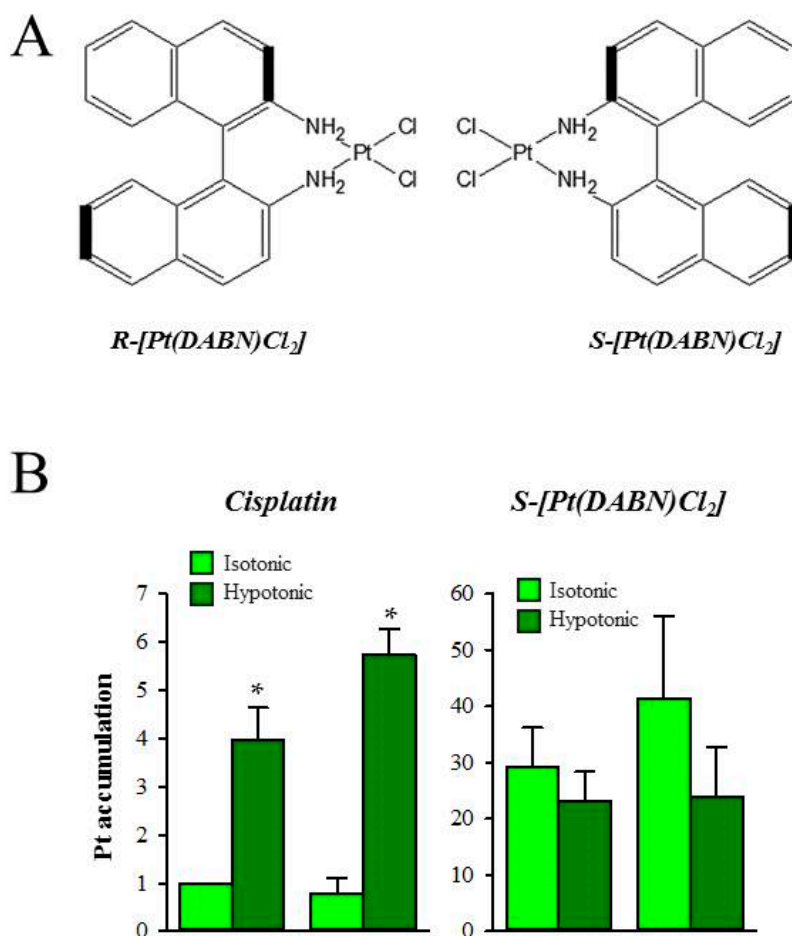 A
NH₂
Pt
Cl
Cl
NH₂
Cl
Cl
Pt
NH₂
NH₂
R-[Pt(DABN)Cl₂]
S-[Pt(DABN)Cl₂]
B
Cisplatin
S-[Pt(DABN)Cl₂]
Isotonic
Hypotonic
Isotonic
Hypotonic
Pt accumulation
7
6
5
4
3
2
1
0
*
*
60
50
40
30
20
10
0